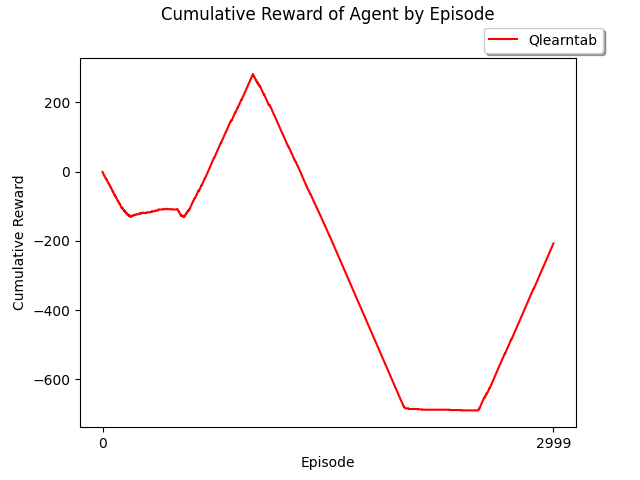 Cumulative Reward of Agent by Episode
Qlearntab
200
0
−200
−400
−600
Cumulative Reward
0 2999
Episode